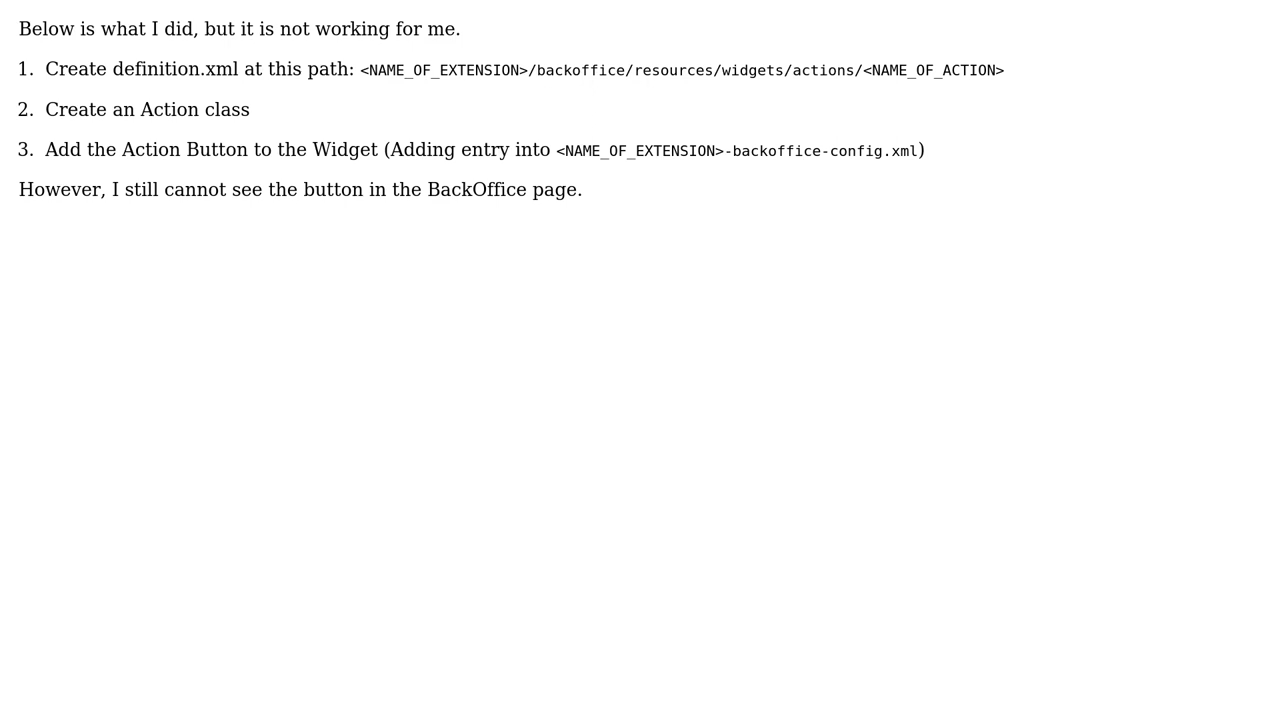 Below is what I did, but it is not working for me.
1. Create definition.xml at this path: <NAME_OF_EXTENSION>/backoffice/resources/widgets/actions/<NAME_OF_ACTION>
2. Create an Action class
3. Add the Action Button to the Widget (Adding entry into <NAME_OF_EXTENSION>-backoffice-config.xml)
However, I still cannot see the button in the BackOffice page.